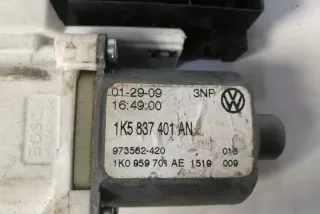 01-29-09 3NP
16:49:00
1K5 837 401 AN
973562-420 016
1K0 959 701 AE 1519 009
BOSCH